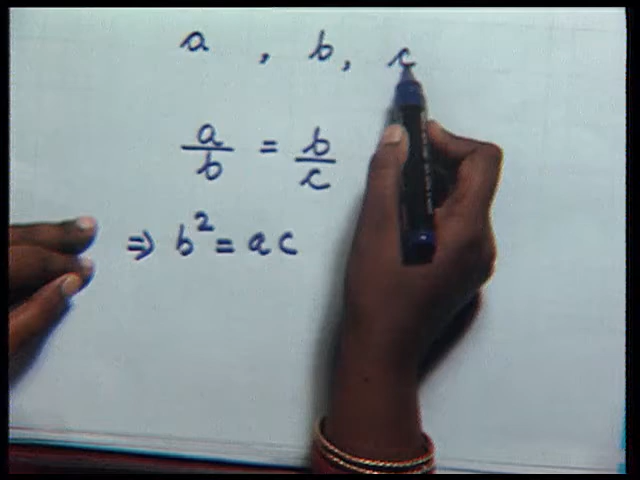 a , b, c
a/b = b/c
⇒ b² = ac